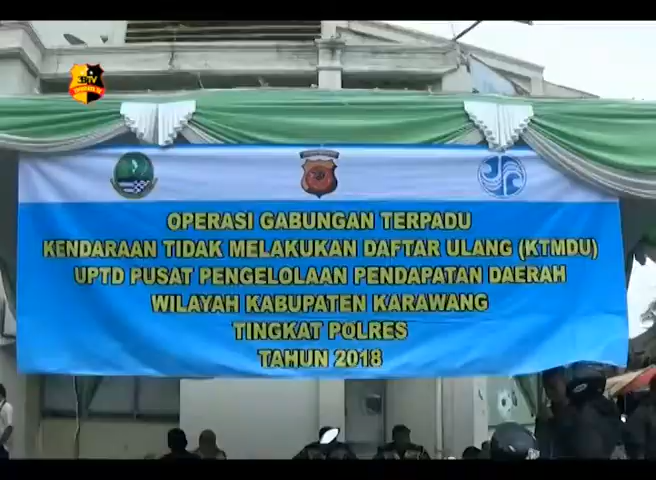 OPERASI GABUNGAN TERPADU
KENDARAAN TIDAK MELAKUKAN DAFTAR ULANG (KTMDU)
UPTD PUSAT PENGELOLAAN PENDAPATAN DAERAH
WILAYAH KABUPATEN KARAWANG
TINGKAT POLRES
TAHUN 2018